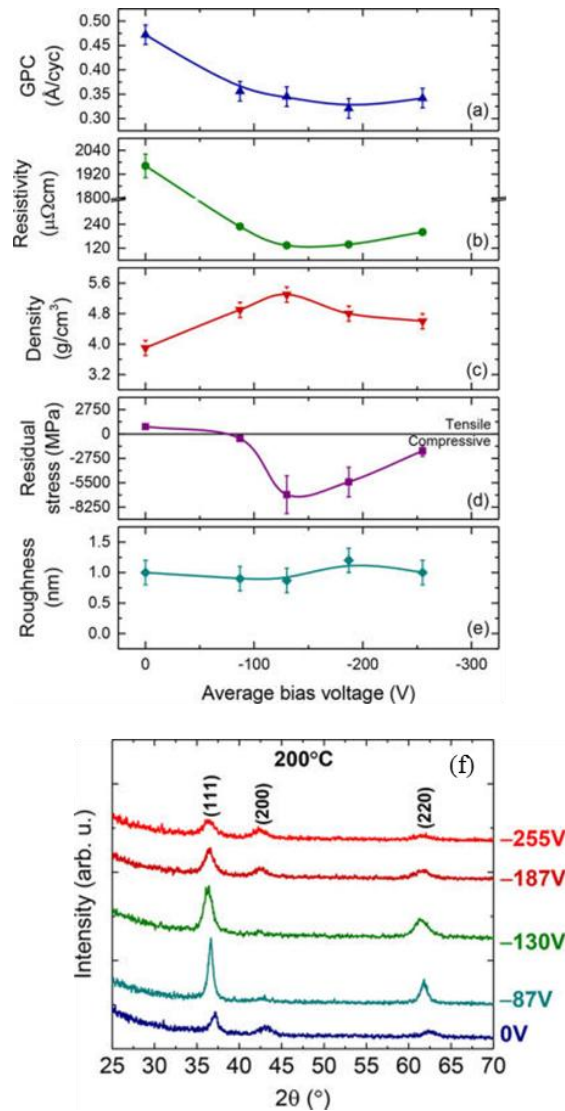 0.50
0.45
0.40
0.35
0.30
GPC
(Å/cyc)
(a)
2040
1920
1800
240
120
Resistivity
(μΩcm)
(b)
5.6
4.8
4.0
3.2
Density
(g/cm³)
(c)
2750
0
-2750
-5500
-8250
Residual
stress (MPa)
Tensile
Compressive
(d)
1.5
1.0
0.5
0.0
Roughness
(nm)
(e)
0 -100 -200 -300
Average bias voltage (V)
200°C
(f)
(111) (200) (220)
Intensity (arb. u.)
−255V
−187V
−130V
−87V
0V
25 30 35 40 45 50 55 60 65 70
2θ (°)